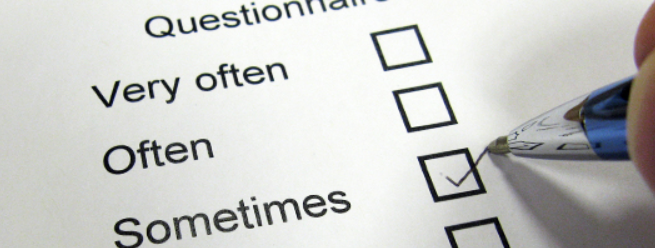 Questionnaire
Very often
Often
Sometimes